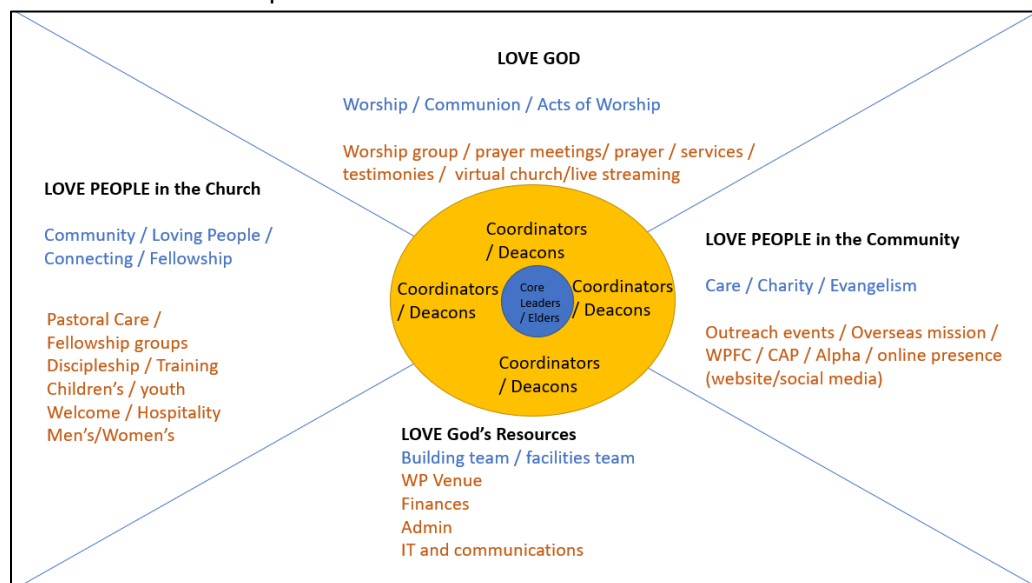 LOVE GOD
Worship / Communion / Acts of Worship
Worship group / prayer meetings/ prayer / services /
testimonies /  virtual church/live streaming
LOVE PEOPLE in the Church
Community / Loving People /
Connecting / Fellowship
Pastoral Care /
Fellowship groups
Discipleship / Training
Children’s / youth
Welcome / Hospitality
Men’s/Women’s
Coordinators
/ Deacons
Coordinators
/ Deacons
Core
Leaders
/ Elders
Coordinators
/ Deacons
Coordinators
/ Deacons
LOVE PEOPLE in the Community
Care / Charity / Evangelism
Outreach events / Overseas mission /
WPFC / CAP / Alpha / online presence
(website/social media)
LOVE God’s Resources
Building team / facilities team
WP Venue
Finances
Admin
IT and communications